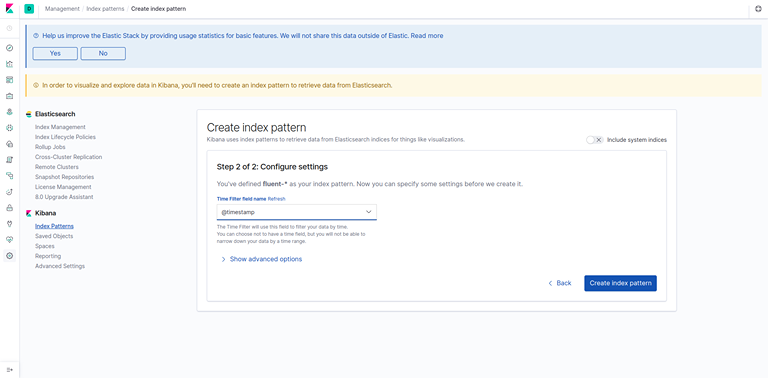 D
Management / Index patterns / Create index pattern
Help us improve the Elastic Stack by providing usage statistics for basic features. We will not share this data outside of Elastic. Read more
Yes
No
In order to visualize and explore data in Kibana, you'll need to create an index pattern to retrieve data from Elasticsearch.
Elasticsearch
Index Management
Index Lifecycle Policies
Rollup Jobs
Cross-Cluster Replication
Remote Clusters
Snapshot Repositories
License Management
8.0 Upgrade Assistant
Kibana
Index Patterns
Saved Objects
Spaces
Reporting
Advanced Settings
Create index pattern
Kibana uses index patterns to retrieve data from Elasticsearch indices for things like visualizations.
Include system indices
Step 2 of 2: Configure settings
You've defined fluent-* as your index pattern. Now you can specify some settings before we create it.
Time Filter field name Refresh
@timestamp
The Time Filter will use this field to filter your data by time.
You can choose not to have a time field, but you will not be able to
narrow down your data by a time range.
Show advanced options
Back
Create index pattern